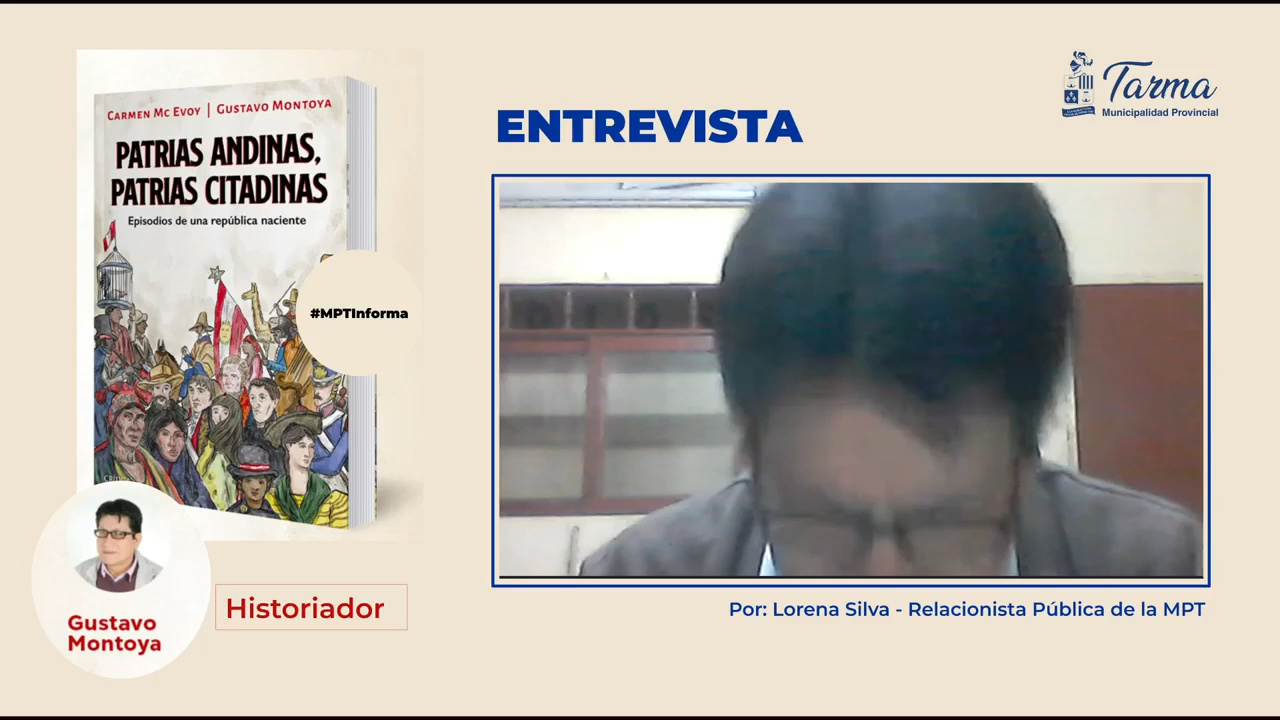 CARMEN MC EVOY | GUSTAVO MONTOYA
PATRIAS ANDINAS,
PATRIAS CITADINAS
Episodios de una república naciente
#MPTInforma
Gustavo
Montoya
Historiador
ENTREVISTA
Tarma
Municipalidad Provincial
Por: Lorena Silva - Relacionista Pública de la MPT